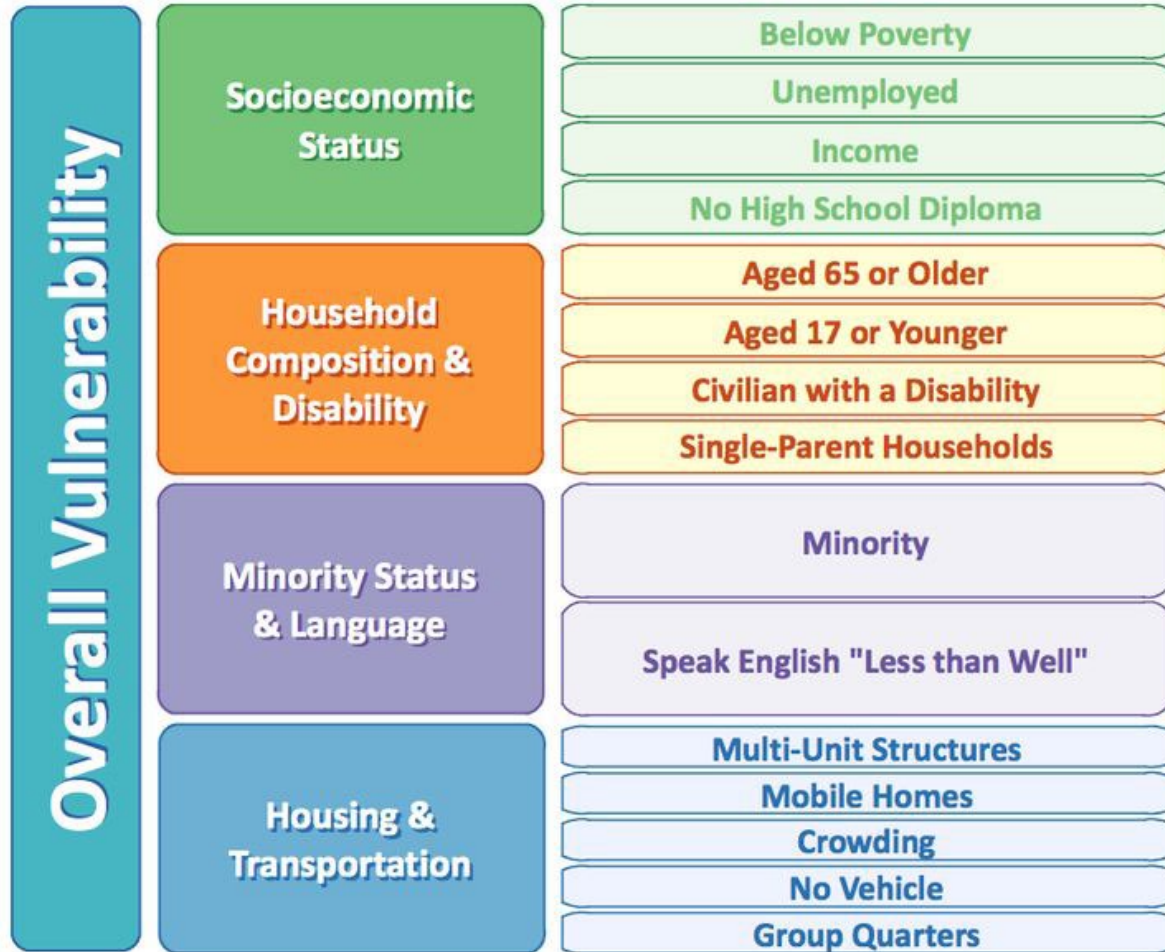 Overall Vulnerability
Socioeconomic
Status
Below Poverty
Unemployed
Income
No High School Diploma
Household
Composition &
Disability
Aged 65 or Older
Aged 17 or Younger
Civilian with a Disability
Single-Parent Households
Minority Status
& Language
Minority
Speak English "Less than Well"
Housing &
Transportation
Multi-Unit Structures
Mobile Homes
Crowding
No Vehicle
Group Quarters